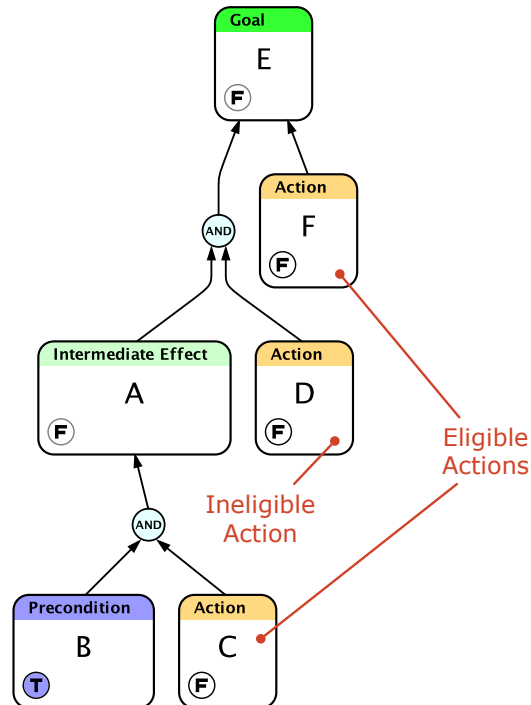 Goal
E
F
Action
F
F
AND
Intermediate Effect
A
F
Action
D
F
Eligible
Actions
Ineligible
Action
AND
Precondition
B
T
Action
C
F